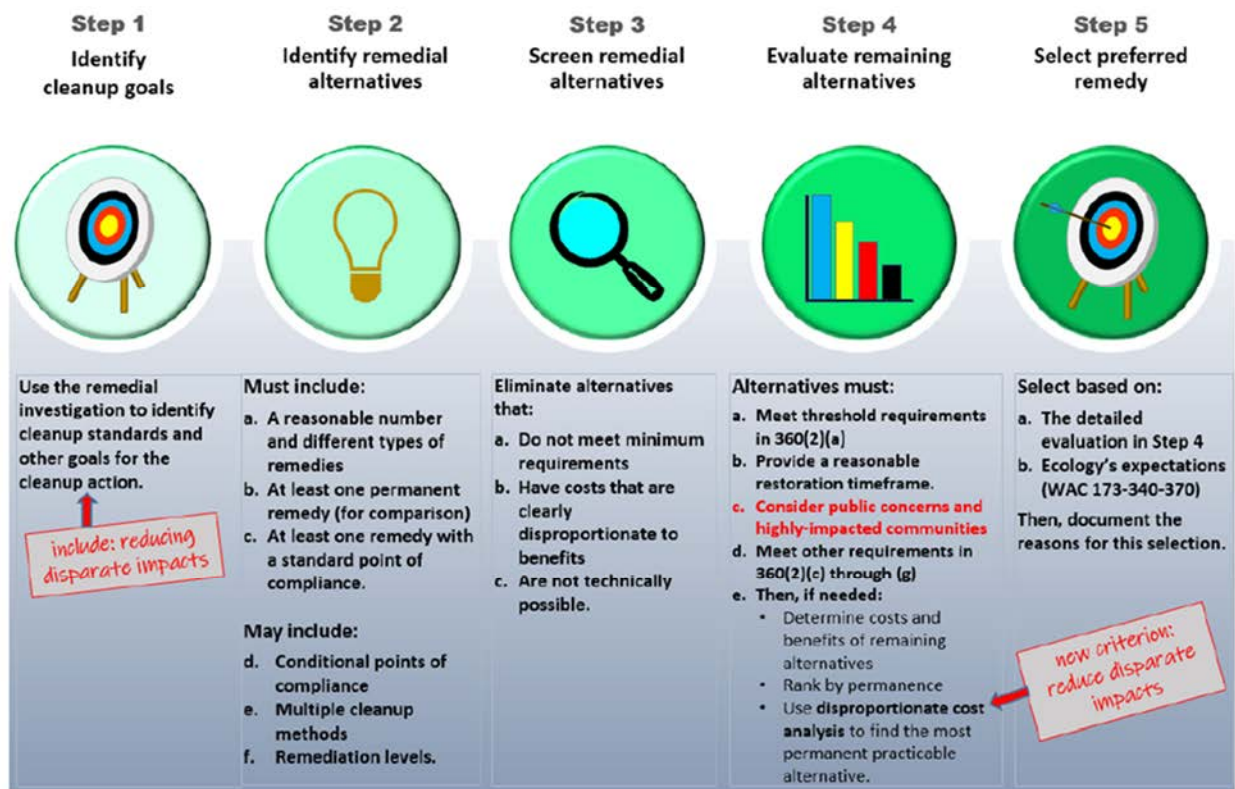 Step 1
Identify
cleanup goals
Step 2
Identify remedial
alternatives
Step 3
Screen remedial
alternatives
Step 4
Evaluate remaining
alternatives
Step 5
Select preferred
remedy
Use the remedial
investigation to identify
cleanup standards and
other goals for the
cleanup action.
include: reducing
disparate impacts
Must include:
a. A reasonable number
and different types of
remedies
b. At least one permanent
remedy (for comparison)
c. At least one remedy with
a standard point of
compliance.
May include:
d. Conditional points of
compliance
e. Multiple cleanup
methods
f. Remediation levels.
Eliminate alternatives
that:
a. Do not meet minimum
requirements
b. Have costs that are
clearly
disproportionate to
benefits
c. Are not technically
possible.
Alternatives must:
a. Meet threshold requirements
in 360(2)(a)
b. Provide a reasonable
restoration timeframe.
c. Consider public concerns and
highly-impacted communities
d. Meet other requirements in
360(2)(c) through (g)
e. Then, if needed:
• Determine costs and
benefits of remaining
alternatives
• Rank by permanence
• Use disproportionate cost
analysis to find the most
permanent practicable
alternative.
Select based on:
a. The detailed
evaluation in Step 4
b. Ecology's expectations
(WAC 173-340-370)
Then, document the
reasons for this selection.
new criterion:
reduce disparate
impacts